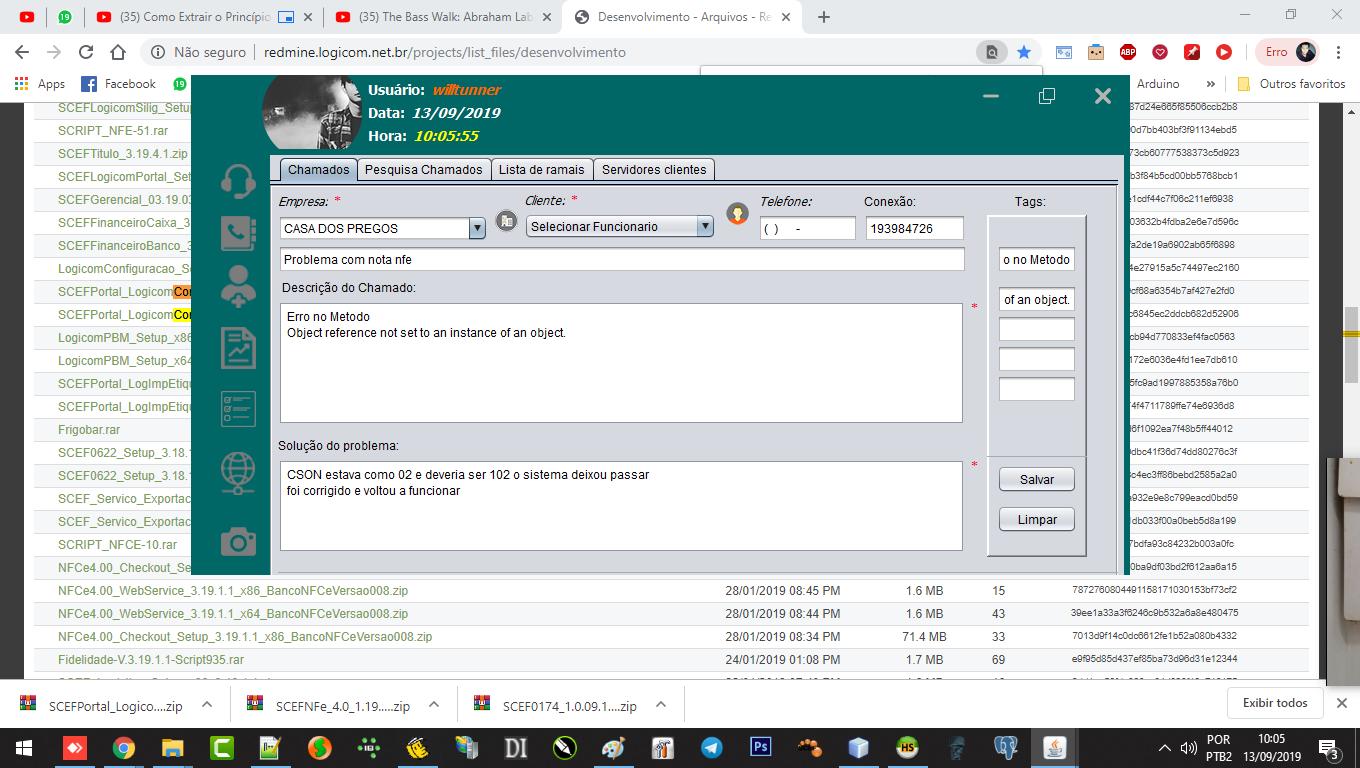 (35) Como Extrair o Princípio
(35) The Bass Walk: Abraham Lab
Desenvolvimento - Arquivos - Re
Não seguro
redmine.logicom.net.br/projects/list_files/desenvolvimento
Erro
Apps
Facebook
Arduino
Outros favoritos
SCEFLogicomSilig_Setu
SCRIPT_NFE-51.rar
SCEFTitulo_3.19.4.1.zip
SCEFLogicomPortal_Set
SCEFGerencial_3.19.03
SCEFFinanceiroCaixa_3
SCEFFinanceiroBanco_3
LogicomConfiguracao_S
SCEFPortal_LogicomCor
SCEFPortal_LogicomCor
LogicomPBM_Setup_x86
LogicomPBM_Setup_x64
SCEFPortal_LogImpEtiqu
SCEFPortal_LogImpEtiqu
Frigobar.rar
SCEF0622_Setup_3.18.1
SCEF0622_Setup_3.18.1
SCEF_Servico_Exportac
SCEF_Servico_Exportac
SCRIPT_NFCE-10.rar
NFCe4.00_Checkout_Se
Usuário: willtunner
Data: 13/09/2019
Hora: 10:05:55
Chamados
Pesquisa Chamados
Lista de ramais
Servidores clientes
Empresa: *
Cliente: *
Telefone:
Conexão:
Tags:
CASA DOS PREGOS
Selecionar Funcionario
( ) -
193984726
Problema com nota nfe
o no Metodo
Descrição do Chamado:
of an object.
Erro no Metodo
Object reference not set to an instance of an object.
*
Solução do problema:
CSON estava como 02 e deveria ser 102 o sistema deixou passar
foi corrigido e voltou a funcionar
*
Salvar
Limpar
NFCe4.00_WebService_3.19.1.1_x86_BancoNFCeVersao008.zip 28/01/2019 08:45 PM 1.6 MB 15 7872760804491158171030153bf73cf2
NFCe4.00_WebService_3.19.1.1_x64_BancoNFCeVersao008.zip 28/01/2019 08:44 PM 1.6 MB 43 39ee1a33a3f6246c9b532a6a8e480475
NFCe4.00_Checkout_Setup_3.19.1.1_x86_BancoNFCeVersao008.zip 28/01/2019 08:34 PM 71.4 MB 33 7013d9f14c0dc6612fe1b52a080b4332
Fidelidade-V.3.19.1.1-Script935.rar 24/01/2019 01:08 PM 1.7 MB 69 e9f95d85d437ef85ba73d96d31e12344
SCEFPortal_Logico....zip
SCEFNFe_4.0_1.19.....zip
SCEF0174_1.0.09.1....zip
Exibir todos
POR
PTB2
10:05
13/09/2019
3